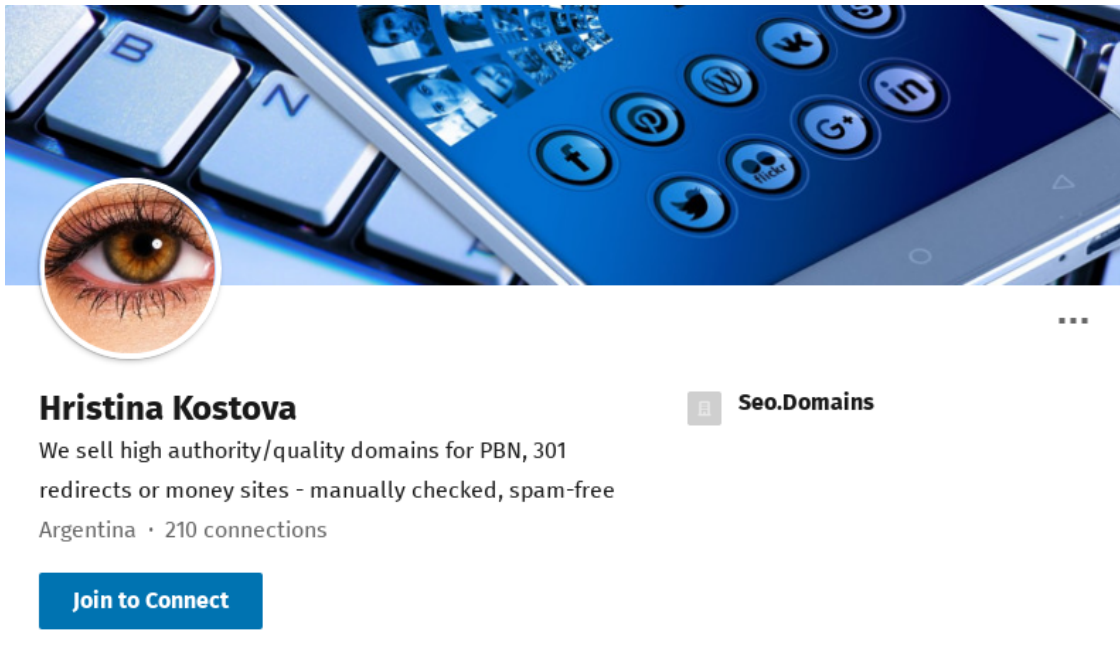 B
N
flickr
G+
in
Hristina Kostova
We sell high authority/quality domains for PBN, 301
redirects or money sites - manually checked, spam-free
Argentina · 210 connections
Join to Connect
Seo.Domains